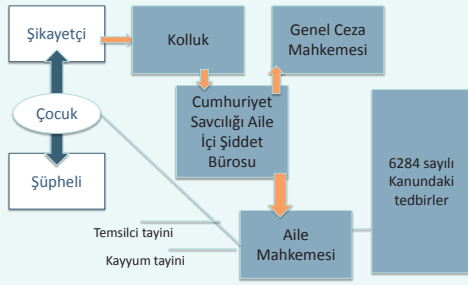 Şikayetçi
Kolluk
Genel Ceza
Mahkemesi
Çocuk
Cumhuriyet
Savcılığı Aile
İçi Şiddet
Bürosu
Şüpheli
6284 sayılı
Kanundaki
tedbirler
Temsilci tayini
Kayyum tayini
Aile
Mahkemesi